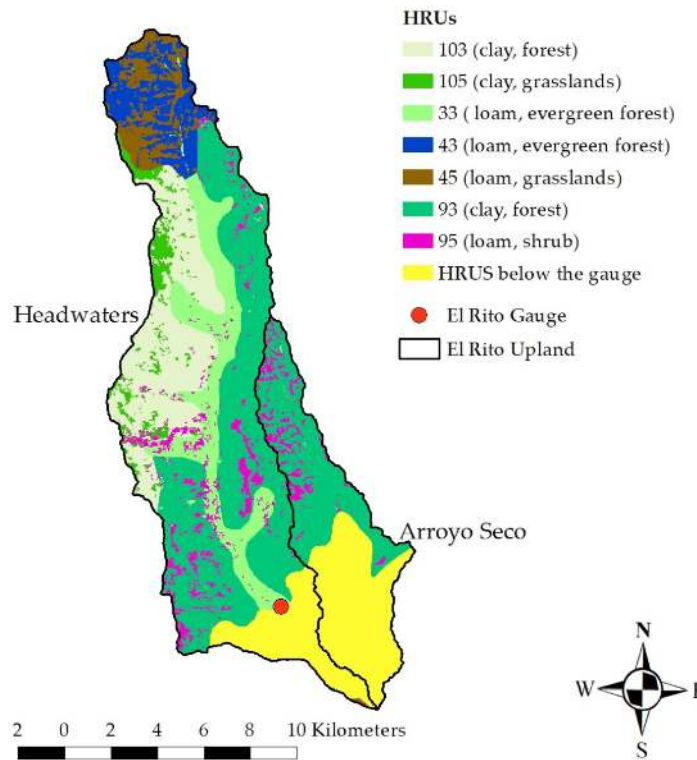 HRUs
103 (clay, forest)
105 (clay, grasslands)
33 ( loam, evergreen forest)
43 (loam, evergreen forest)
45 (loam, grasslands)
93 (clay, forest)
95 (loam, shrub)
HRUS below the gauge
El Rito Gauge
El Rito Upland
Headwaters
Arroyo Seco
N
W
S
2 0 2 4 6 8 10 Kilometers